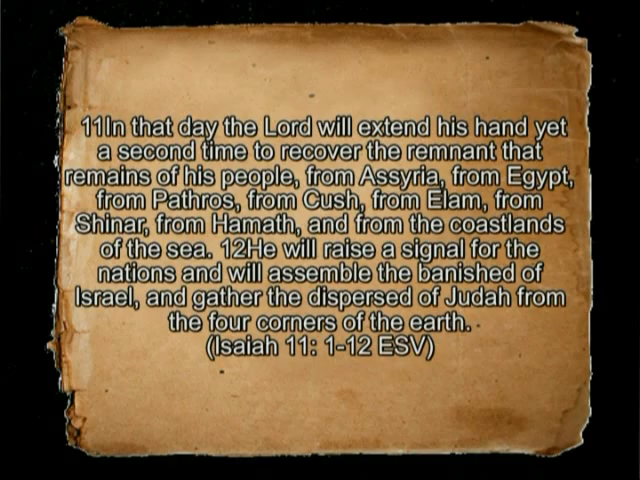 11In that day the Lord will extend his hand yet
a second time to recover the remnant that
remains of his people, from Assyria, from Egypt,
from Pathros, from Cush, from Elam, from
Shinar, from Hamath, and from the coastlands
of the sea. 12He will raise a signal for the
nations and will assemble the banished of
Israel, and gather the dispersed of Judah from
the four corners of the earth.
(Isaiah 11: 1-12 ESV)